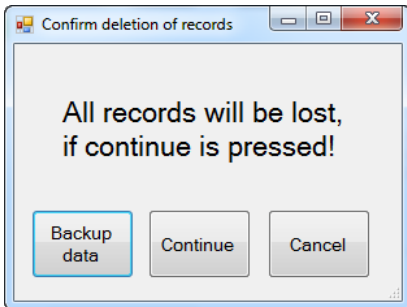 Confirm deletion of records
All records will be lost,
if continue is pressed!
Backup
data
Continue
Cancel